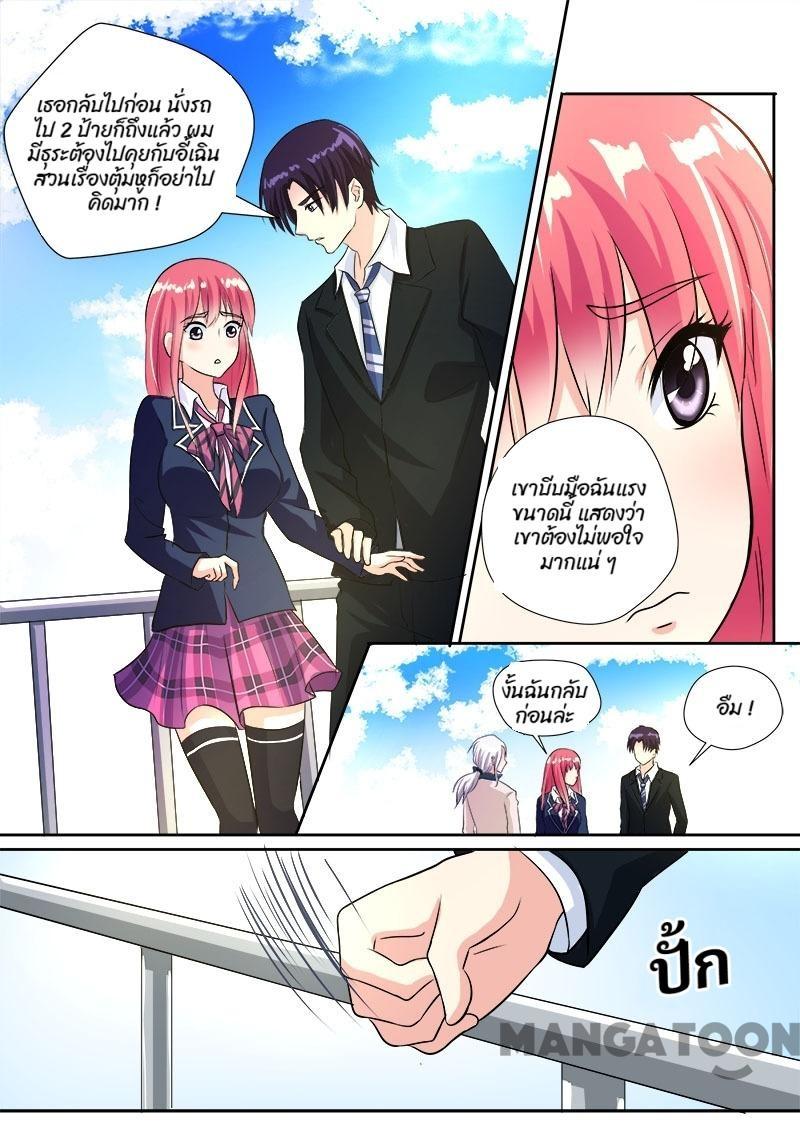 เธอกลับไปก่อน นั่งรถ
ไป 2 ป้ายก็ถึงแล้ว ผม
มีธุระต้องไปคุยกับอี้เฉิน
สวนเรื่องตุ้มหูก็อย่าไป
คิดมาก !
เขาบีบมือฉันแรง
ขนาดนี้ แสดงว่า
เขาต้องไม่พอใจ
มากแน่ ๆ
งั้นฉันกลับ
ก่อนล่ะ
อืม !
ปั้ก
MANGATOON